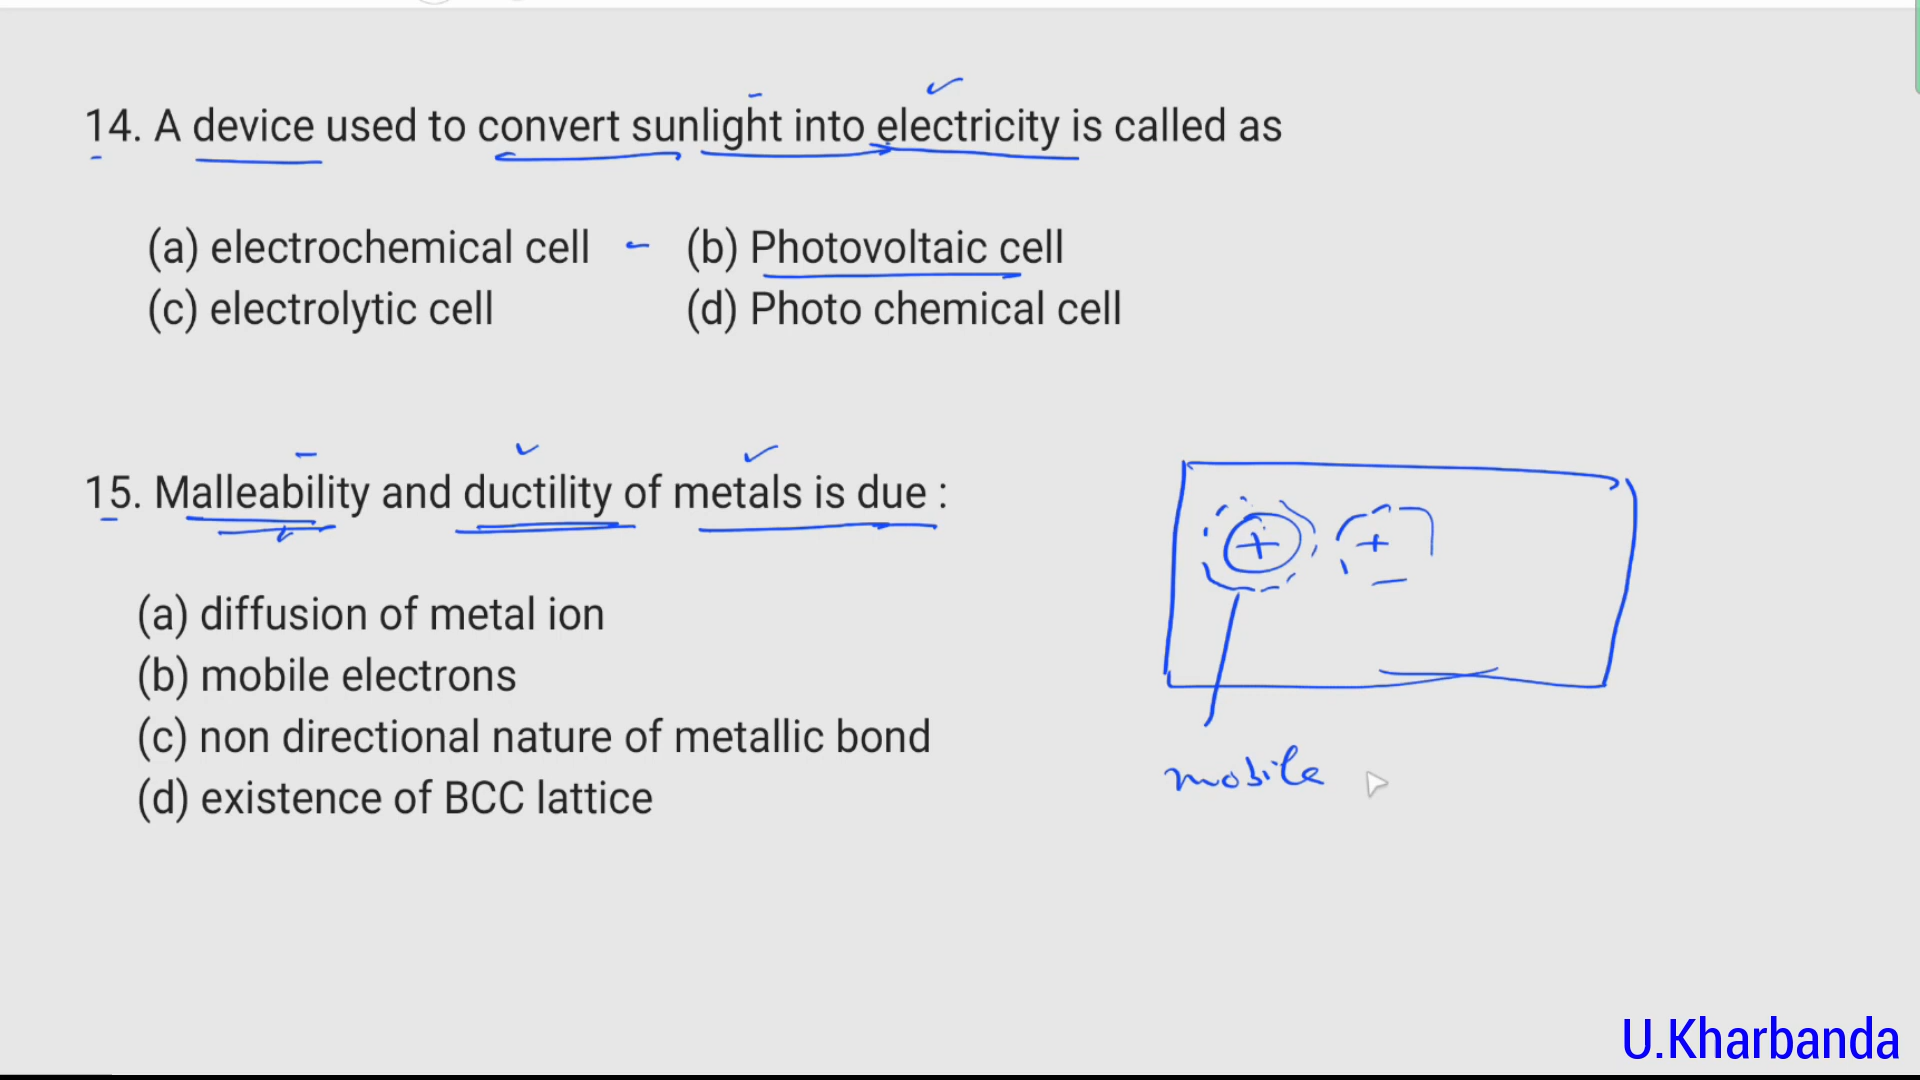 14. A device used to convert sunlight into electricity is called as
(a) electrochemical cell (b) Photovoltaic cell
(c) electrolytic cell (d) Photo chemical cell
15. Malleability and ductility of metals is due :
(a) diffusion of metal ion
(b) mobile electrons
(c) non directional nature of metallic bond
(d) existence of BCC lattice
+ +
mobile
U.Kharbanda